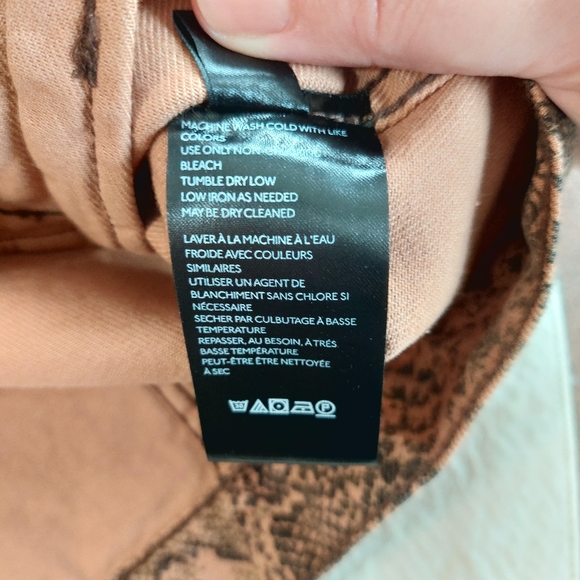 MACHINE WASH COLD WITH LIKE
COLORS
USE ONLY NON
BLEACH
TUMBLE DRY LOW
LOW IRON AS NEEDED
MAY BE DRY CLEANED
LAVER À LA MACHINE À L'EAU
FROIDE AVEC COULEURS
SIMILAIRES
UTILISER UN AGENT DE
BLANCHIMENT SANS CHLORE SI
NÉCESSAIRE
SECHER PAR CULBUTAGE À BASSE
TEMPERATURE
REPASSER, AU BESOIN, À TRÉS
BASSE TEMPÉRATURE
PEUT-ÊTRE ÊTRE NETTOYÉE
À SEC
P